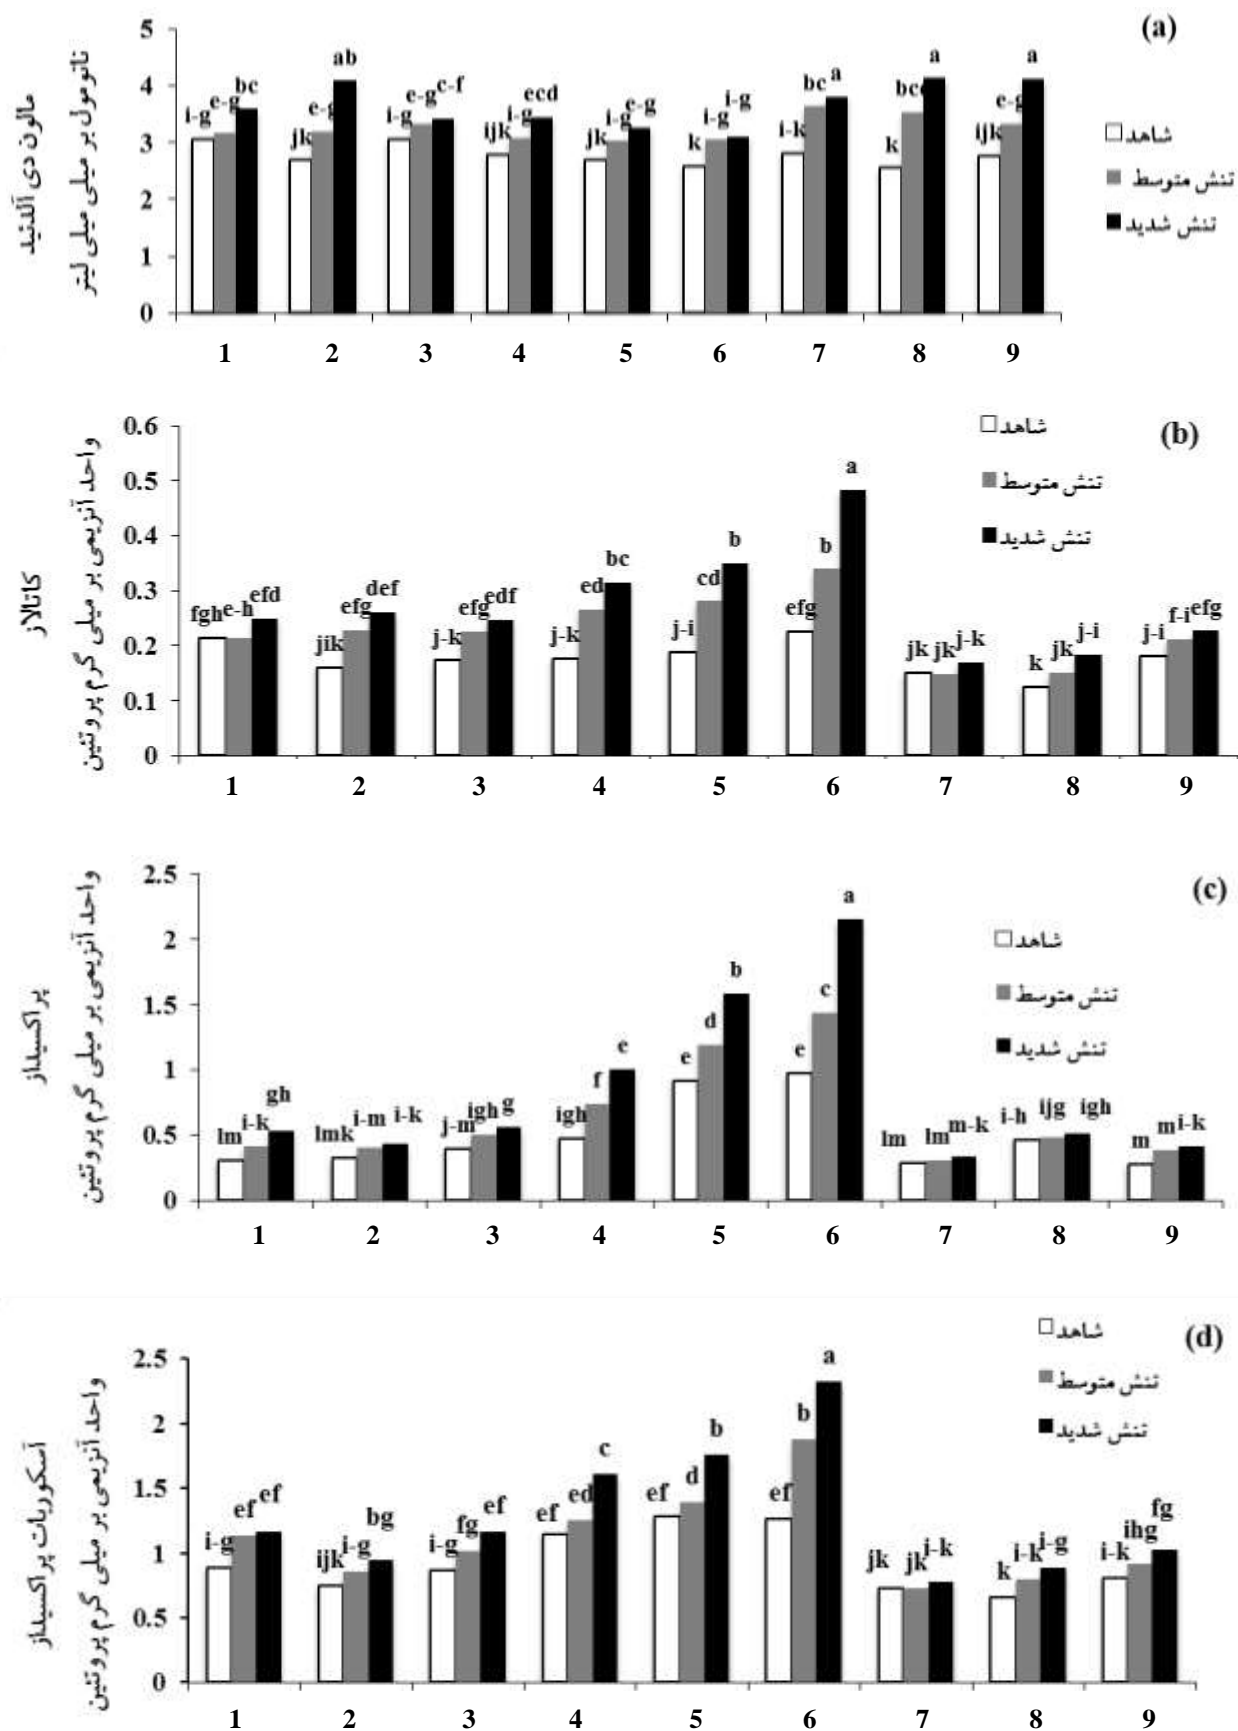 (a)
مالون دی آلدئید
نانومول بر میلی میلی لیتر
5
4
3
2
1
0
i-g e-g bc
jk e-g ab
i-g e-g c-f
ijk i-g ecd
jk i-g e-g
k i-g i-g
i-k bc a
k bcd a
ijk e-g a
شاهد
تنش متوسط
تنش شدید
1 2 3 4 5 6 7 8 9
(b)
کاتالاز
واحد آنزیمی بر میلی گرم پروتئین
0.6
0.5
0.4
0.3
0.2
0.1
0
fgh e-h efd
jik efg def
j-k efg edf
j-k ed bc
j-i cd b
efg b a
jk jk j-k
k jk j-i
j-i f-i efg
شاهد
تنش متوسط
تنش شدید
1 2 3 4 5 6 7 8 9
(c)
پراکسیداز
واحد آنزیمی بر میلی گرم پروتئین
2.5
2
1.5
1
0.5
0
lm i-k gh
lmk i-m i-k
j-m igh g
igh f e
e d b
e c a
lm lm m-k
i-h ijg igh
m m i-k
شاهد
تنش متوسط
تنش شدید
1 2 3 4 5 6 7 8 9
(d)
آسکوربات پراکسیداز
واحد آنزیمی بر میلی گرم پروتئین
2.5
2
1.5
1
0.5
0
i-g ef ef
ijk i-g bg
i-g fg ef
ef ed c
ef d b
ef b a
jk jk i-k
k i-k i-g
i-k ihg fg
شاهد
تنش متوسط
تنش شدید
1 2 3 4 5 6 7 8 9